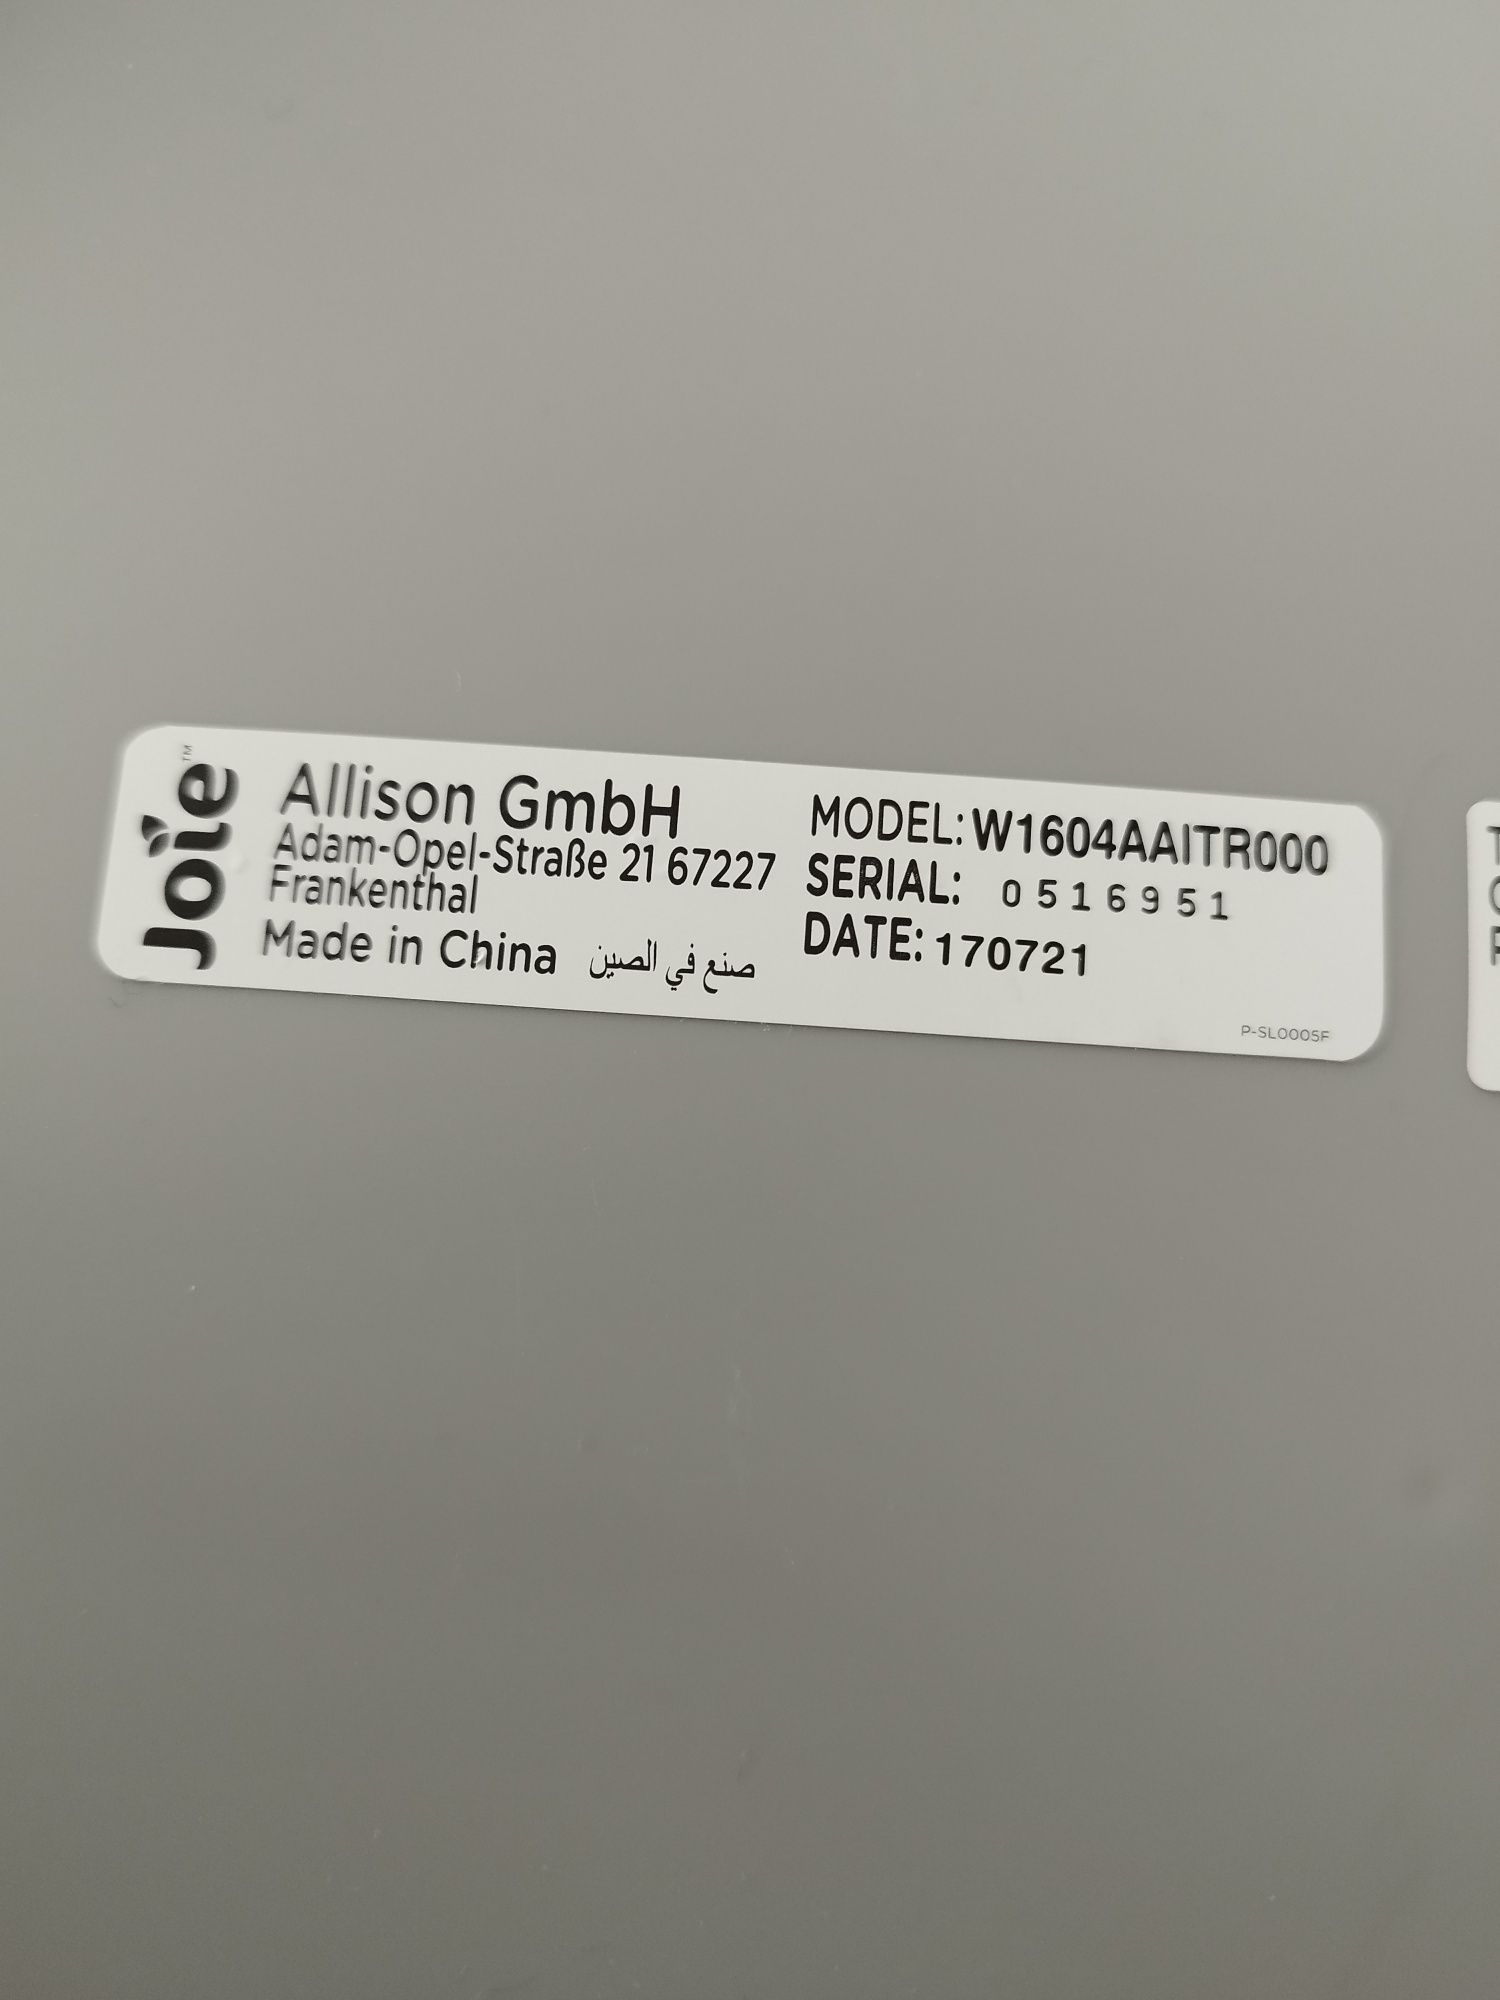 Joie™
Allison GmbH
Adam-Opel-Straße 21 67227
Frankenthal
Made in China صنع في الصين
MODEL: W1604AAITR000
SERIAL: 0516951
DATE: 170721
P-SL0005F